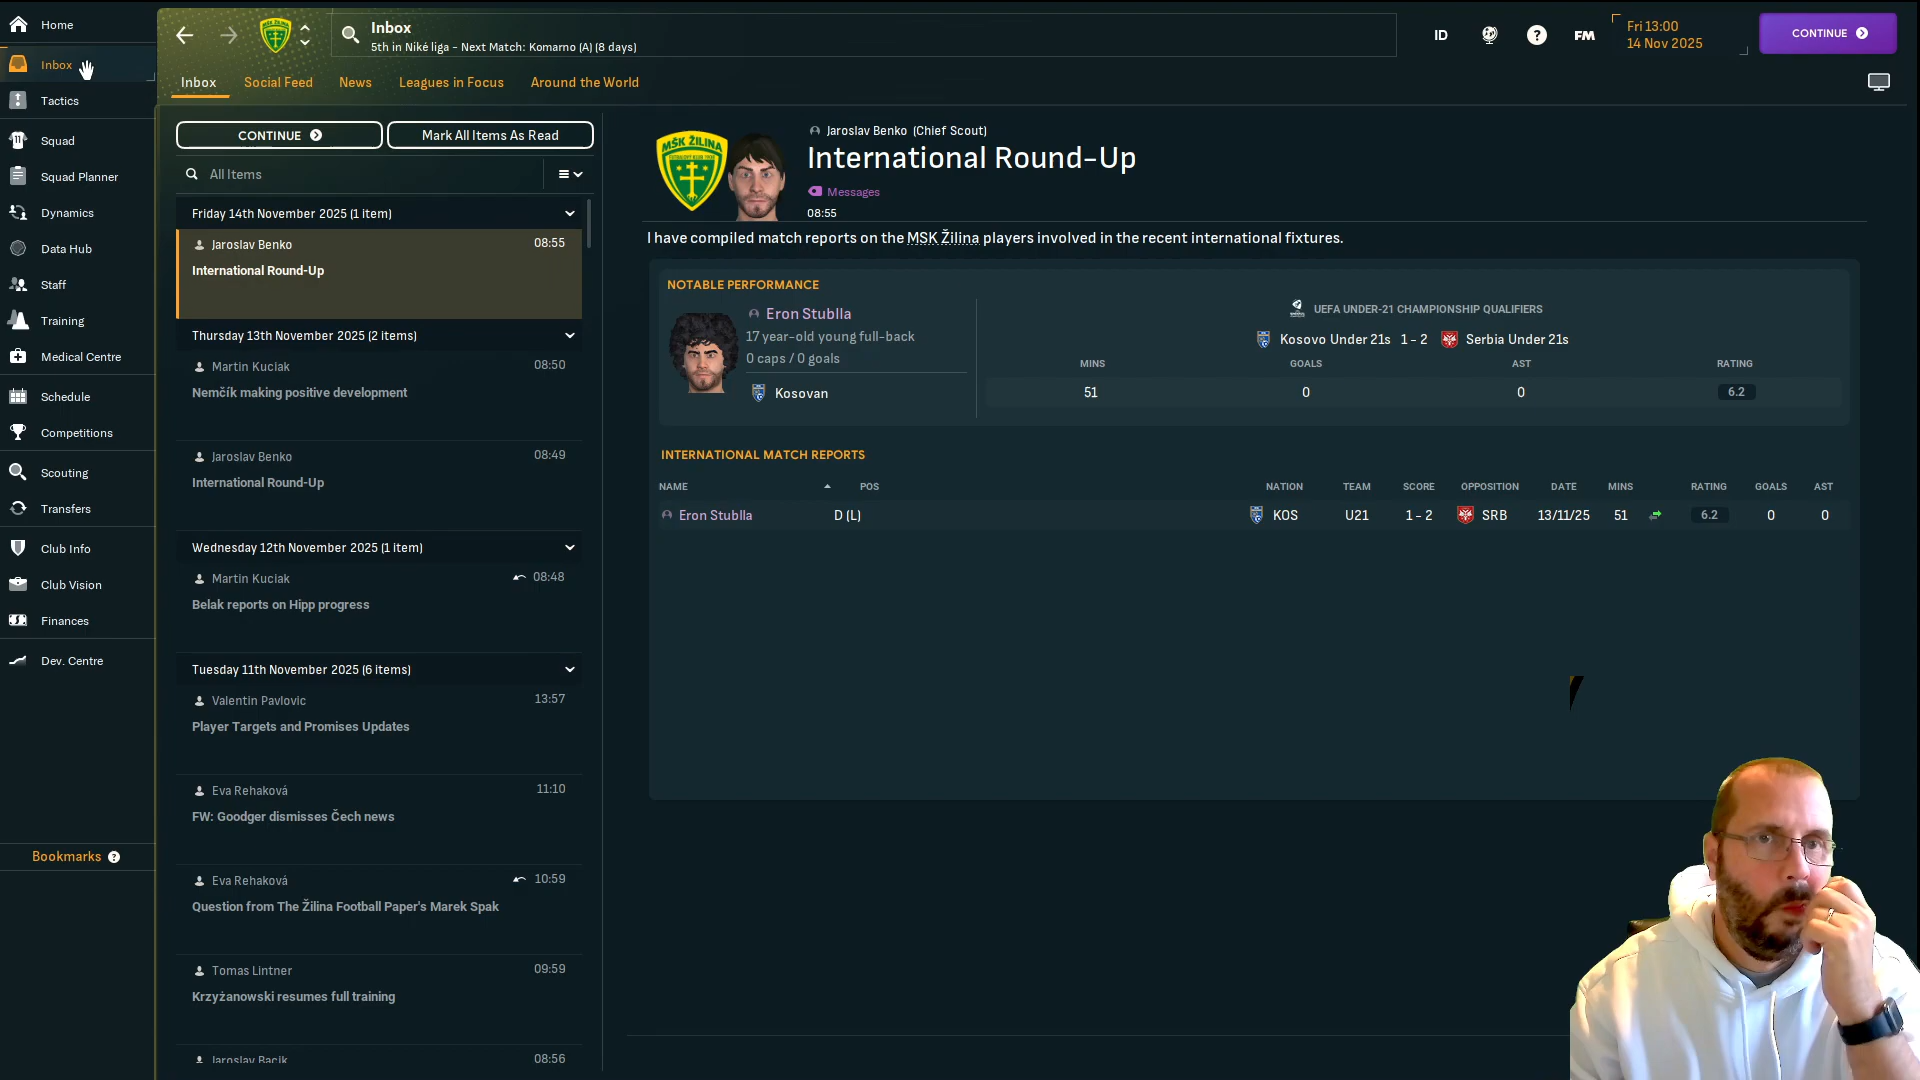 Home
Inbox
Tactics
Squad
Squad Planner
Dynamics
Data Hub
Staff
Training
Medical Centre
Schedule
Competitions
Scouting
Transfers
Club Info
Club Vision
Finances
Dev. Centre
Bookmarks ?
MŠK ŽILINA
Inbox
5th in Niké liga - Next Match: Komarno (A) (8 days)
ID
?
FM
Fri 13:00
14 Nov 2025
CONTINUE
Inbox
Social Feed
News
Leagues in Focus
Around the World
CONTINUE
Mark All Items As Read
All Items
Friday 14th November 2025 (1 item)
Jaroslav Benko 08:55
International Round-Up
Thursday 13th November 2025 (2 items)
Martin Kuciak 08:50
Nemčík making positive development
Jaroslav Benko 08:49
International Round-Up
Wednesday 12th November 2025 (1 item)
Martin Kuciak 08:48
Belak reports on Hipp progress
Tuesday 11th November 2025 (6 items)
Valentin Pavlovic 13:57
Player Targets and Promises Updates
Eva Rehaková 11:10
FW: Goodger dismisses Čech news
Eva Rehaková 10:59
Question from The Žilina Football Paper's Marek Spak
Tomas Lintner 09:59
Krzyżanowski resumes full training
Jaroslav Bacik 08:56
MŠK ŽILINA
Jaroslav Benko (Chief Scout)
International Round-Up
Messages
08:55
I have compiled match reports on the MŠK Žilina players involved in the recent international fixtures.
NOTABLE PERFORMANCE
Eron Stublla
17 year-old young full-back
0 caps / 0 goals
Kosovan
UEFA UNDER-21 CHAMPIONSHIP QUALIFIERS
Kosovo Under 21s 1 - 2 Serbia Under 21s
MINS GOALS AST RATING
51 0 0 6.2
INTERNATIONAL MATCH REPORTS
NAME POS NATION TEAM SCORE OPPOSITION DATE MINS RATING GOALS AST
Eron Stublla D (L) KOS U21 1 - 2 SRB 13/11/25 51 6.2 0 0